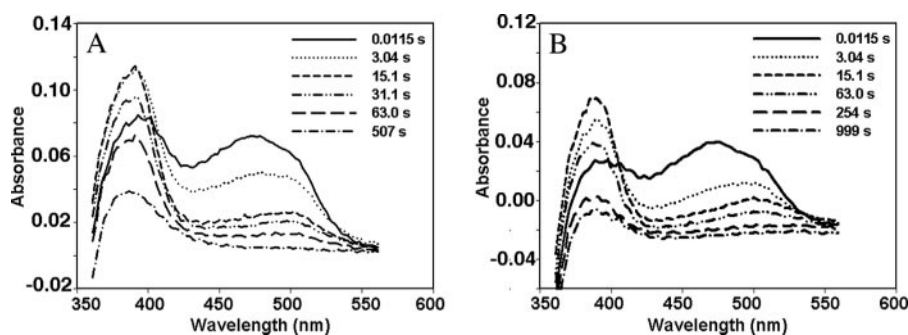 A
0.14
0.10
0.06
0.02
-0.02
0.0115 s
3.04 s
15.1 s
31.1 s
63.0 s
507 s
350 400 450 500 550 600
Wavelength (nm)
Absorbance
B
0.12
0.08
0.04
0.00
-0.04
0.0115 s
3.04 s
15.1 s
63.0 s
254 s
999 s
350 400 450 500 550 600
Wavelength (nm)
Absorbance